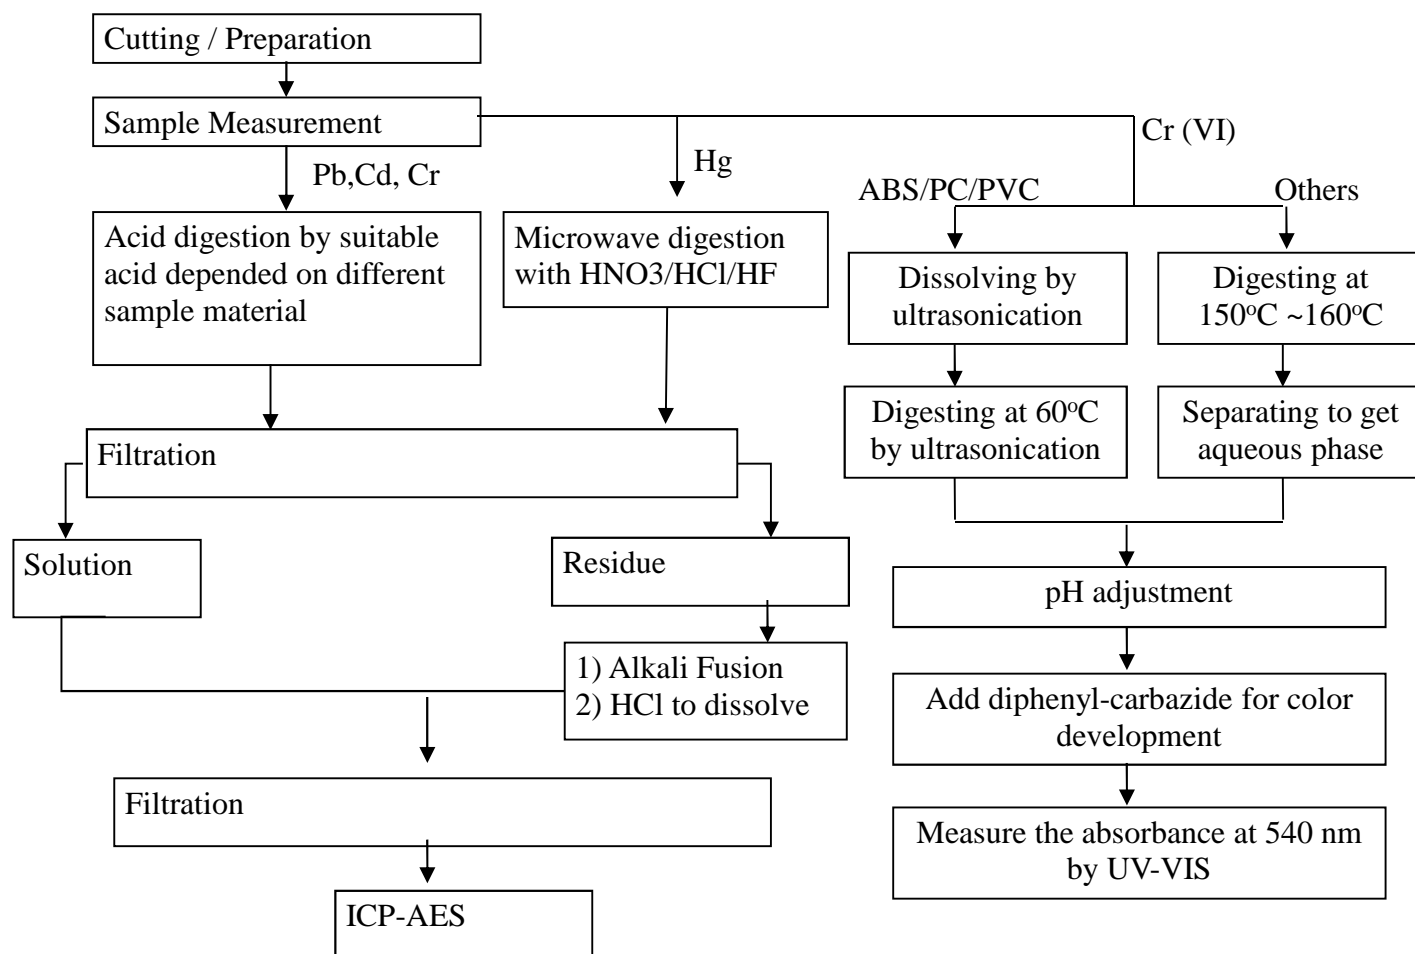 Cutting / Preparation
Sample Measurement
Cr (VI)
Hg
Pb,Cd, Cr
ABS/PC/PVC
Others
Acid digestion by suitable
acid depended on different
sample material
Microwave digestion
with HNO3/HCl/HF
Dissolving by
ultrasonication
Digesting at
150°C ~160°C
Digesting at 60°C
by ultrasonication
Separating to get
aqueous phase
Filtration
Solution
Residue
pH adjustment
1) Alkali Fusion
2) HCl to dissolve
Add diphenyl-carbazide for color
development
Filtration
Measure the absorbance at 540 nm
by UV-VIS
ICP-AES